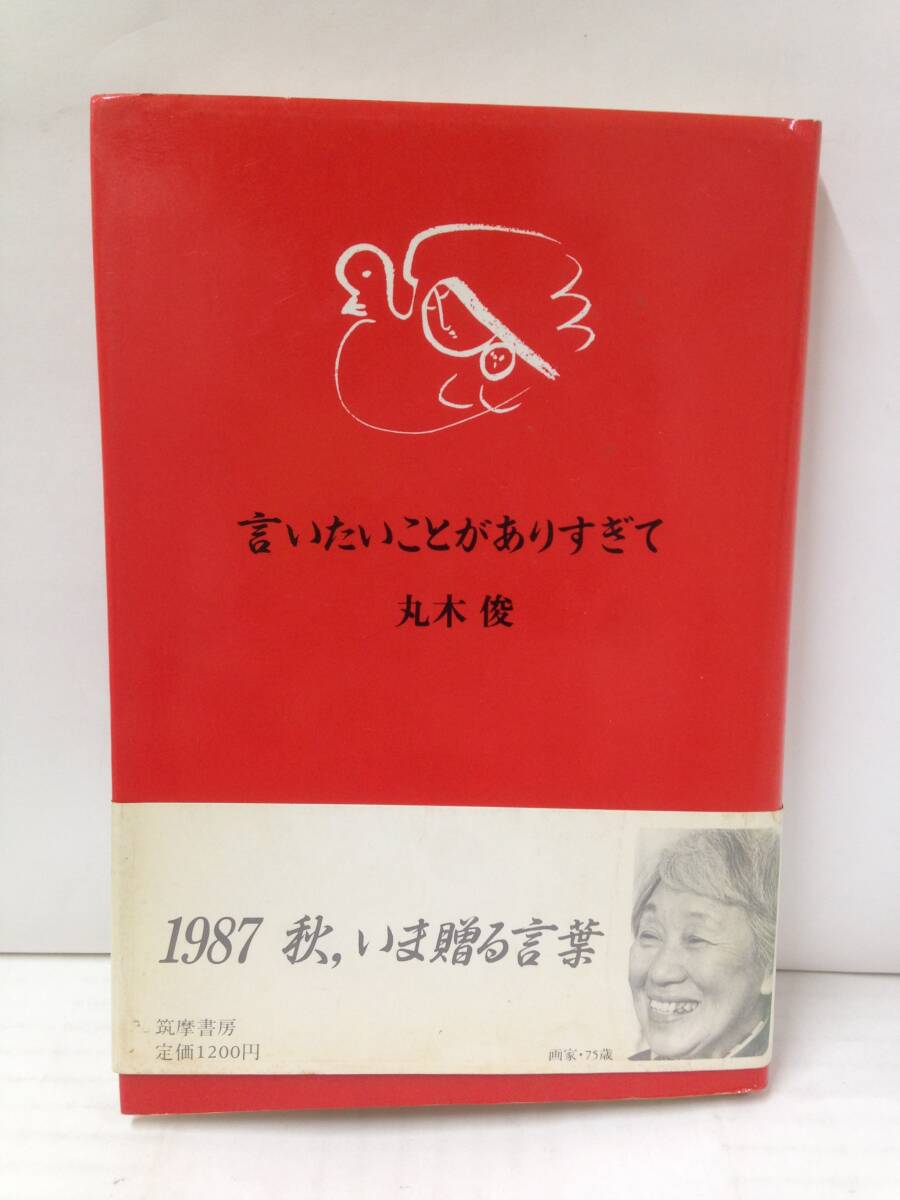 言いたいことがありすぎて
丸木 俊
1987 秋,いま贈る言葉
筑摩書房
定価1200円
画家・75歳